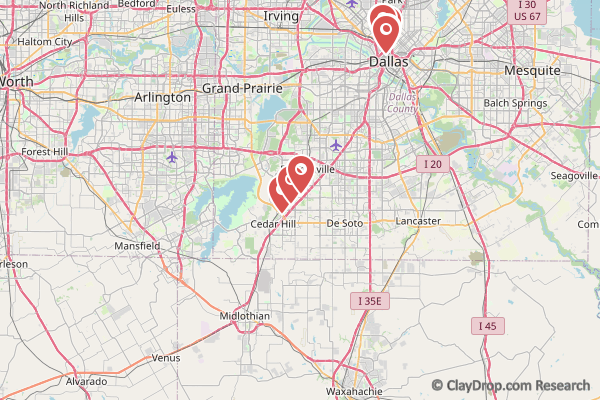 North Richland
Hills
Bedford
Euless
Irving
Park
I 30
US 67
Haltom City
Dallas
Mesquite
Worth
Grand-Prairie
Arlington
Dallas
County
Balch Springs
Forest Hill
ville
I 20
Seagoville
Cedar Hill
De Soto
Lancaster
Com
Mansfield
rleson
I 35E
Midlothian
I 45
Venus
Alvarado
Waxahachie
© ClayDrop.com Research